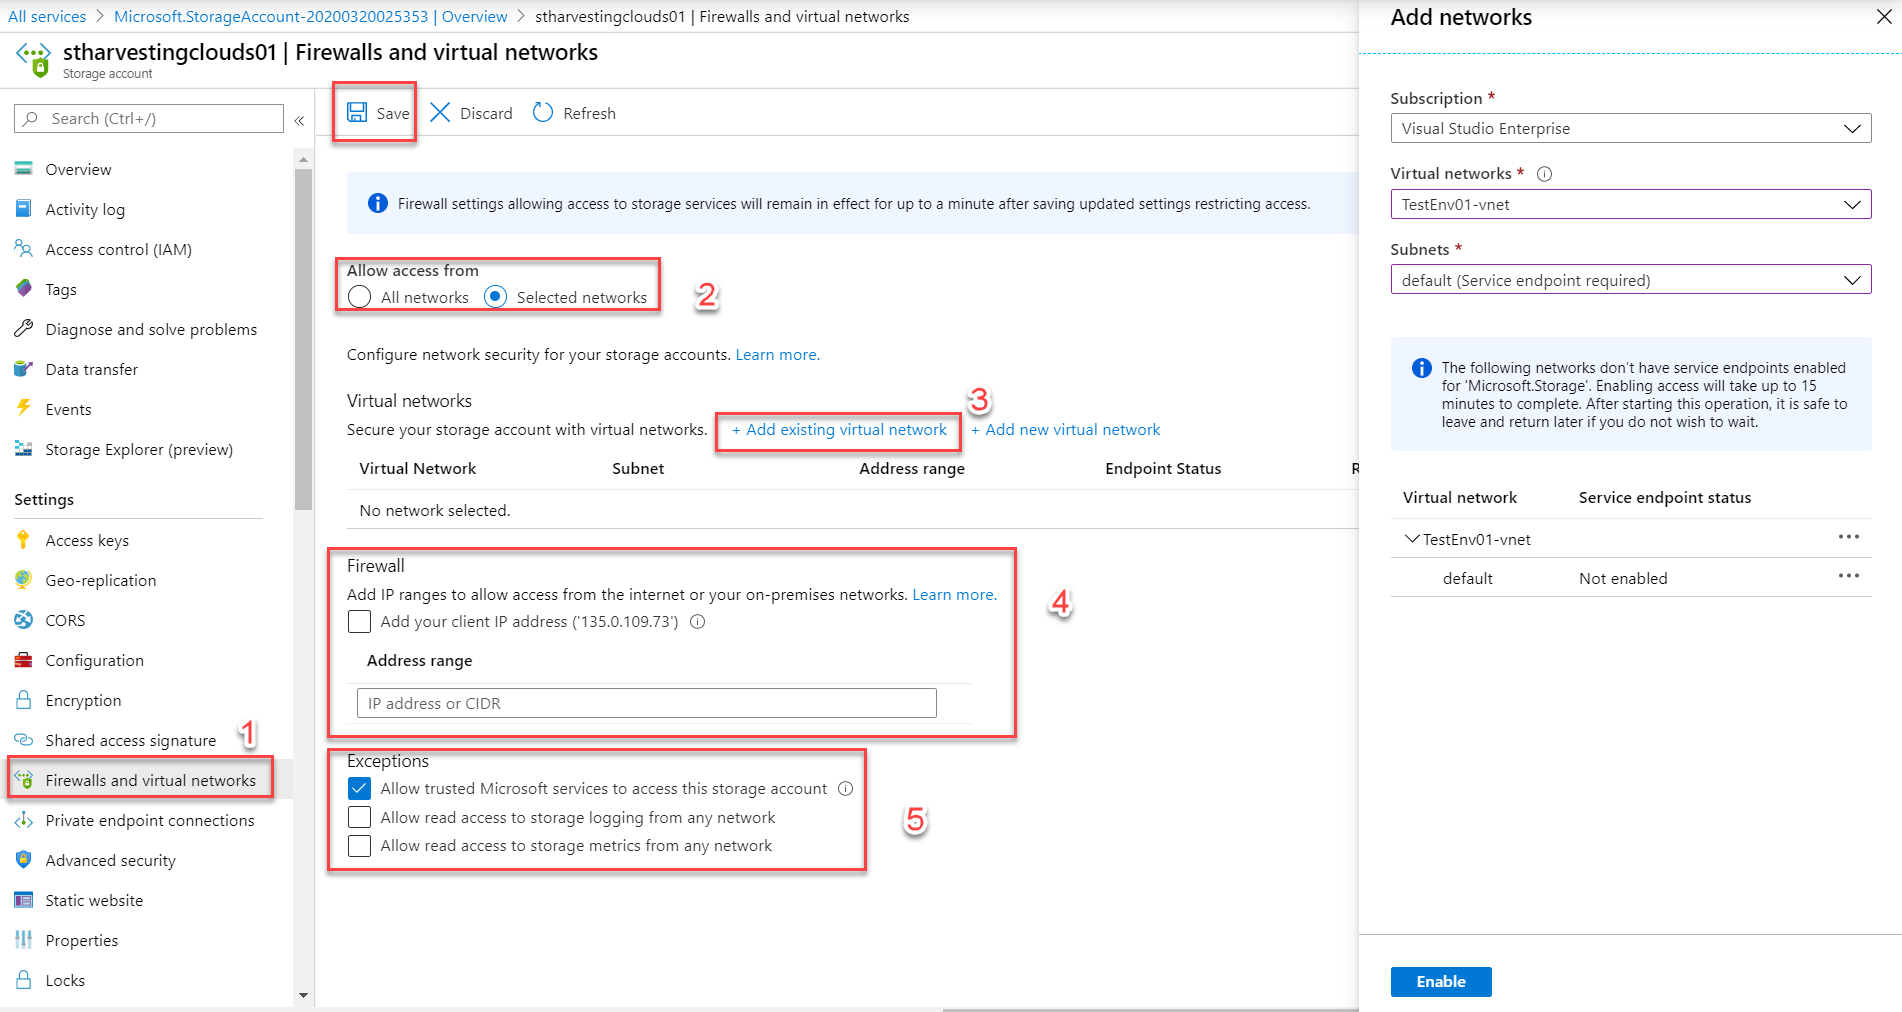 All services > Microsoft.StorageAccount-20200320025353 | Overview > stharvestingclouds01 | Firewalls and virtual networks
stharvestingclouds01 | Firewalls and virtual networks
Storage account
Search (Ctrl+/)
«
Overview
Activity log
Access control (IAM)
Tags
Diagnose and solve problems
Data transfer
Events
Storage Explorer (preview)
Settings
Access keys
Geo-replication
CORS
Configuration
Encryption
Shared access signature
1
Firewalls and virtual networks
Private endpoint connections
Advanced security
Static website
Properties
Locks
Save Discard Refresh
Firewall settings allowing access to storage services will remain in effect for up to a minute after saving updated settings restricting access.
Allow access from
All networks Selected networks
2
Configure network security for your storage accounts. Learn more.
Virtual networks
3
Secure your storage account with virtual networks. + Add existing virtual network + Add new virtual network
Virtual Network Subnet Address range Endpoint Status R
No network selected.
Firewall
Add IP ranges to allow access from the internet or your on-premises networks. Learn more.
4
Add your client IP address ('135.0.109.73')
Address range
IP address or CIDR
Exceptions
Allow trusted Microsoft services to access this storage account
Allow read access to storage logging from any network
5
Allow read access to storage metrics from any network
Add networks
Subscription *
Visual Studio Enterprise
Virtual networks *
TestEnv01-vnet
Subnets *
default (Service endpoint required)
The following networks don't have service endpoints enabled
for 'Microsoft.Storage'. Enabling access will take up to 15
minutes to complete. After starting this operation, it is safe to
leave and return later if you do not wish to wait.
Virtual network Service endpoint status
TestEnv01-vnet ...
default Not enabled ...
Enable